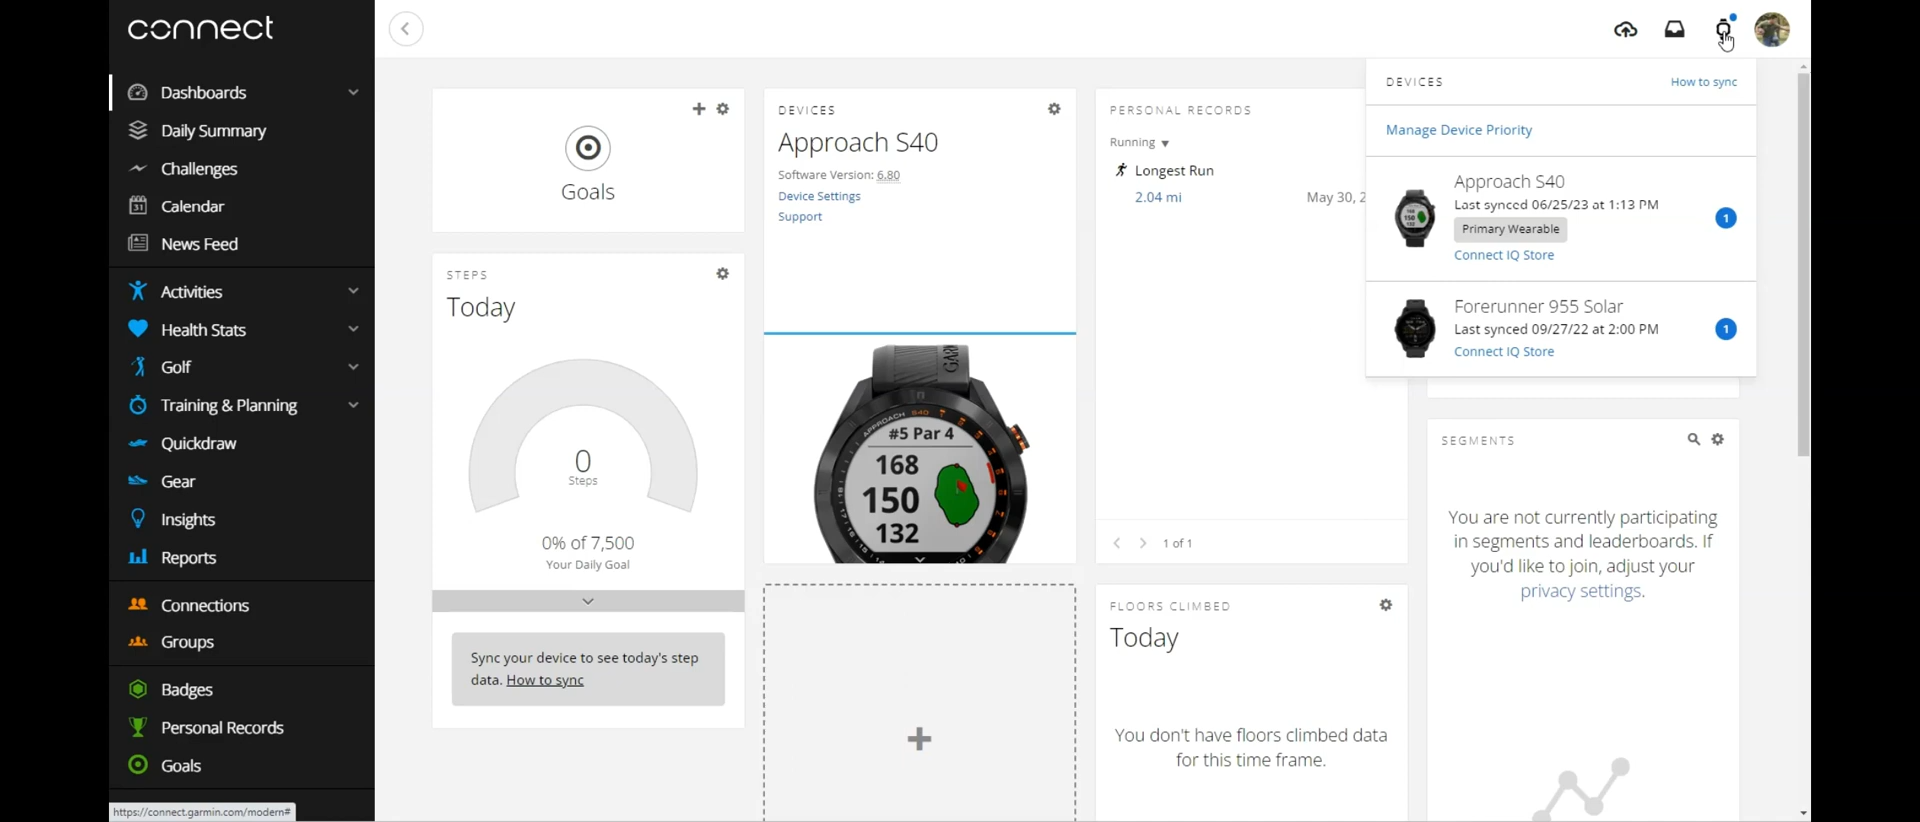 connect
Dashboards
Daily Summary
Challenges
31
Calendar
News Feed
Activities
Health Stats
Golf
Training & Planning
Quickdraw
Gear
Insights
Reports
Connections
Groups
Badges
Personal Records
Goals
https://connect.garmin.com/modern#
Goals
STEPS
Today
0
Steps
0% of 7,500
Your Daily Goal
Sync your device to see today's step
data. How to sync
DEVICES
Approach S40
Software Version: 6.80
Device Settings
Support
GARM
APPROACH S40
#5 Par 4
168
150
132
PERSONAL RECORDS
Running
Longest Run
2.04 mi May 30, 2
1 of 1
FLOORS CLIMBED
Today
You don't have floors climbed data
for this time frame.
DEVICES How to sync
Manage Device Priority
Approach S40
Last synced 06/25/23 at 1:13 PM
Primary Wearable
Connect IQ Store
1
Forerunner 955 Solar
Last synced 09/27/22 at 2:00 PM
Connect IQ Store
1
SEGMENTS
You are not currently participating
in segments and leaderboards. If
you'd like to join, adjust your
privacy settings.